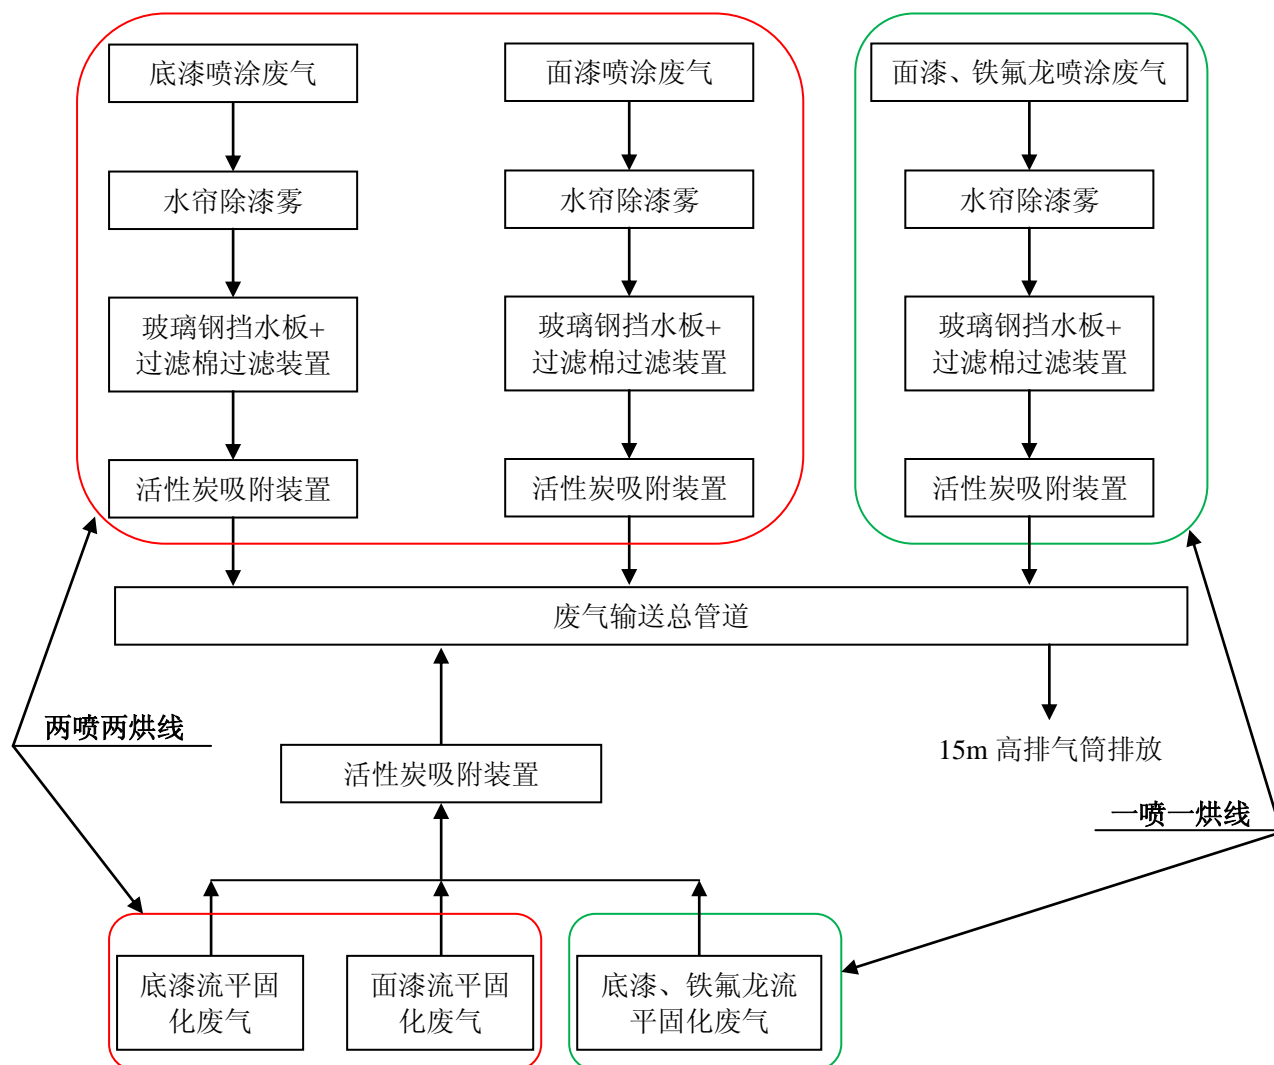 底漆喷涂废气
面漆喷涂废气
面漆、铁氟龙喷涂废气
水帘除漆雾
水帘除漆雾
水帘除漆雾
玻璃钢挡水板+
过滤棉过滤装置
玻璃钢挡水板+
过滤棉过滤装置
玻璃钢挡水板+
过滤棉过滤装置
活性炭吸附装置
活性炭吸附装置
活性炭吸附装置
废气输送总管道
两喷两烘线
活性炭吸附装置
15m 高排气筒排放
一喷一烘线
底漆流平固
化废气
面漆流平固
化废气
底漆、铁氟龙流
平固化废气